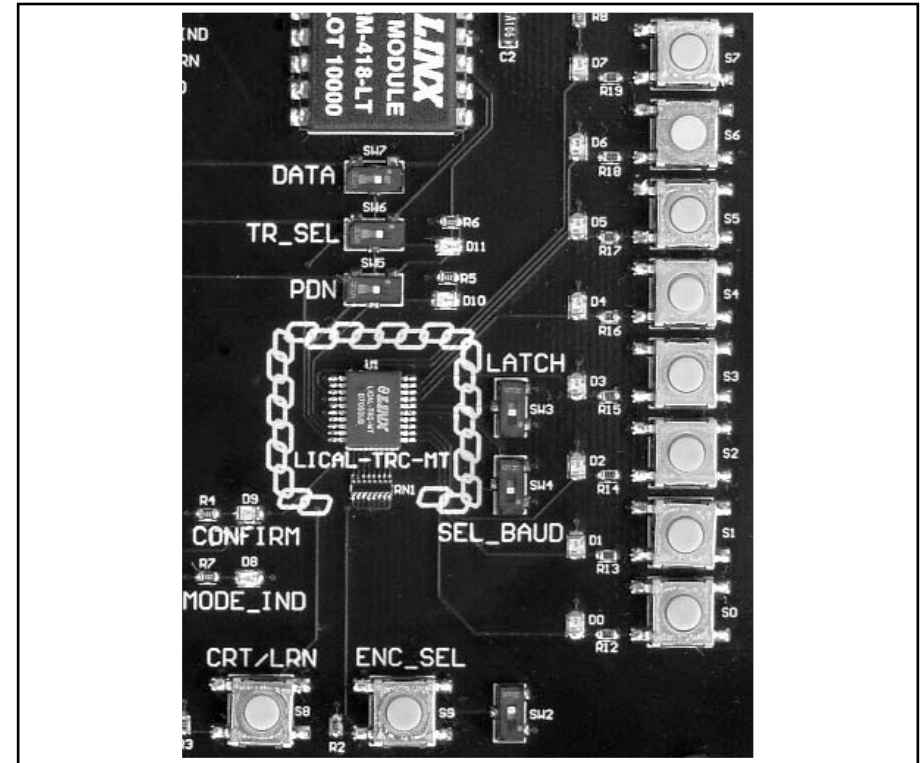 IND
RN
LINX
MODULE
M-418-LT
LOT 10000
C2
R8
D7
R19
S7
D6
R18
S6
SW7
DATA
SW6
TR_SEL
R6
D11
D5
R17
S5
SW5
PDN
R5
D10
D4
R16
S4
U1
LINX
LICAL-TRC-MT
LATCH
SW3
D3
R15
S3
LICAL-TRC-MT
RN1
SW4
D2
R14
S2
R4
D9
CONFIRM
SEL_BAUD
D1
R13
S1
R7
D8
MODE_IND
D0
R12
S0
CRT/LRN
ENC_SEL
S8
R2
S9
SW2